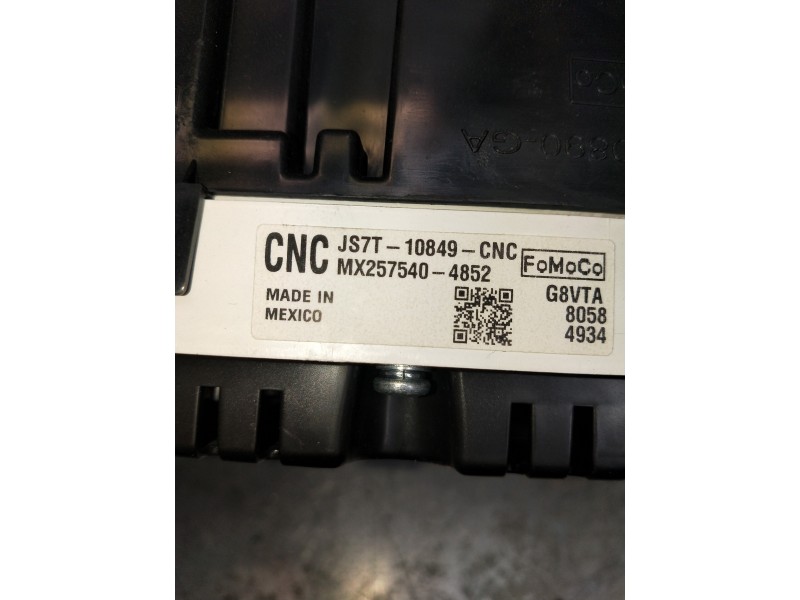 CNC JS7T-10849-CNC
MX257540-4852 FoMoCo
MADE IN MEXICO
G8VTA
8058
4934